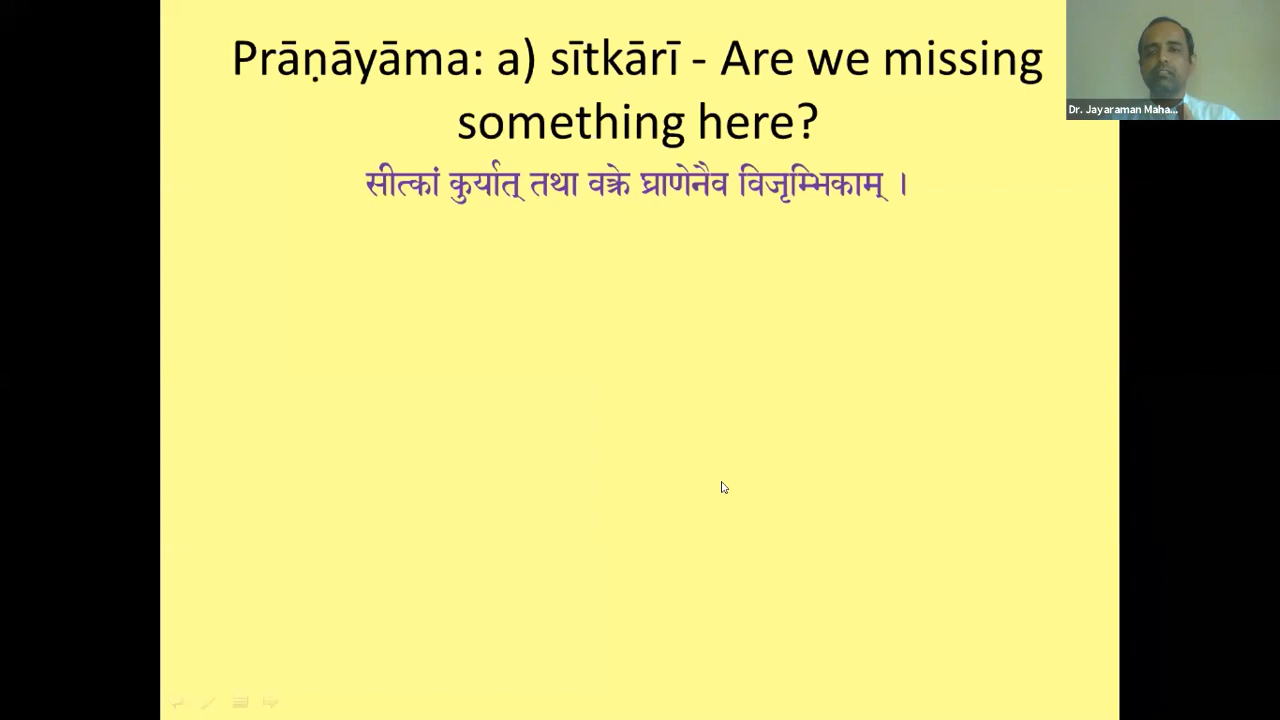 Prāṇāyāma: a) sītkārī - Are we missing
something here?
सीत्कां कुर्यात् तथा वक्त्रे घ्राणेनैव विजृम्भिकाम् ।
Dr. Jayaraman Maha...